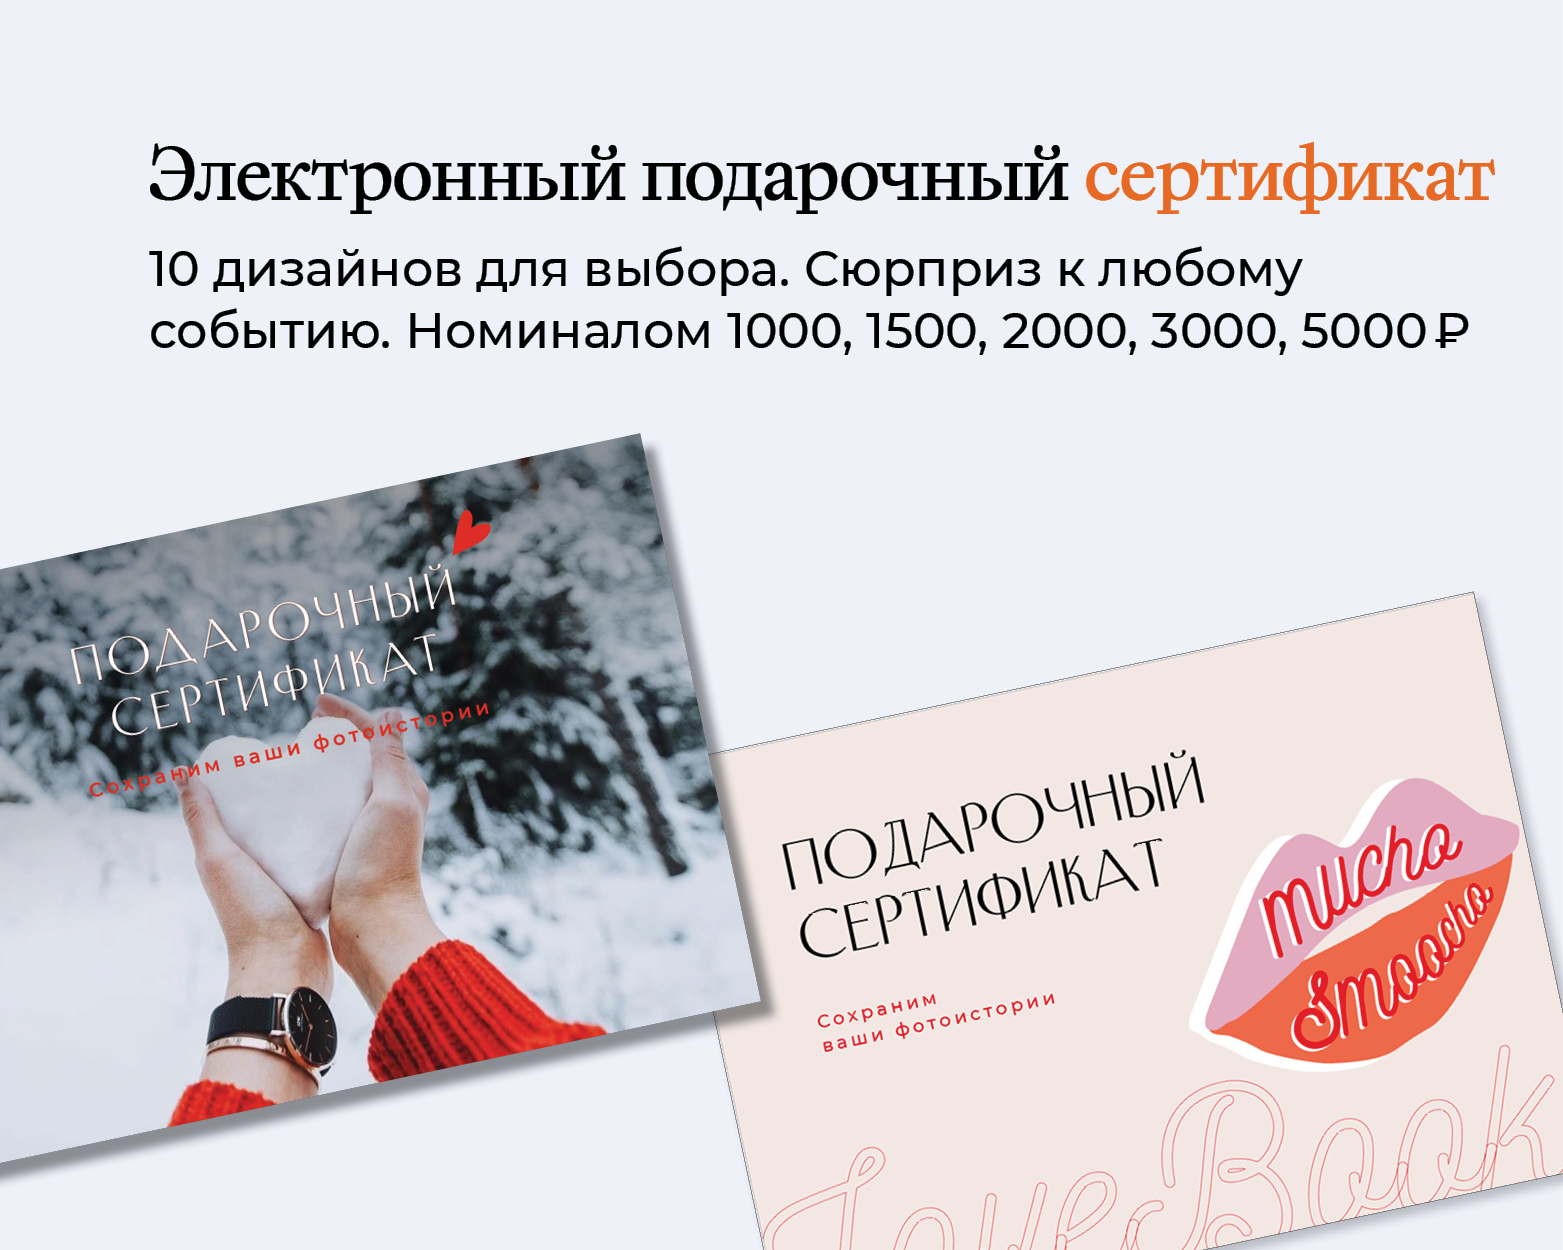 Электронный подарочный сертификат
10 дизайнов для выбора. Сюрприз к любому
событию. Номиналом 1000, 1500, 2000, 3000, 5000 ₽
ПОДАРОЧНЫЙ
СЕРТИФИКАТ
Сохраним ваши фотоистории
ПОДАРОЧНЫЙ
СЕРТИФИКАТ
Сохраним
ваши фотоистории
mucho
Smoocho
LoveBook